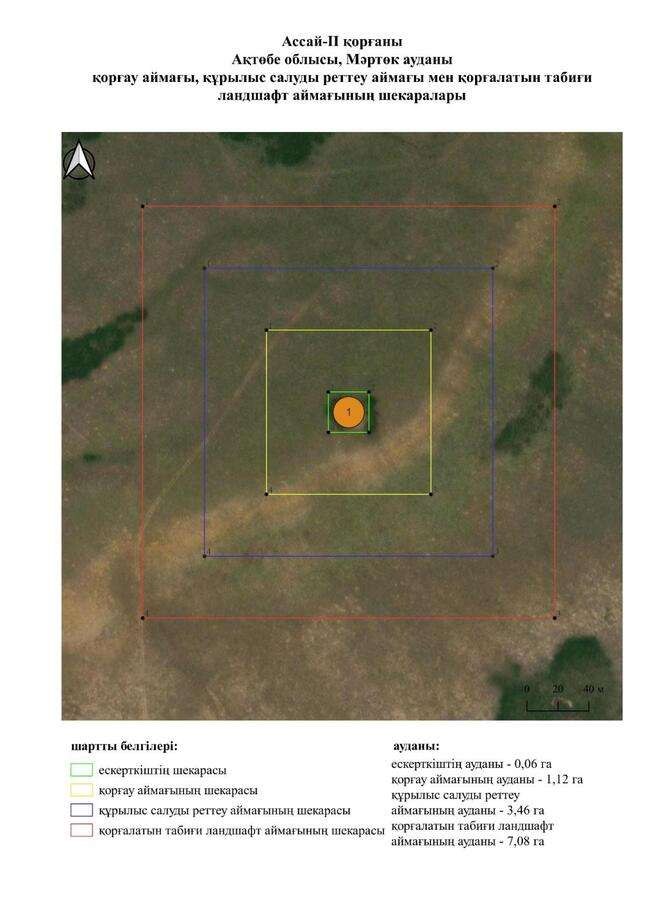 Ассай-II қорғаны
Ақтөбе облысы, Мәртөк ауданы
қорғау аймағы, құрылыс салуды реттеу аймағы мен қорғалатын табиғи
ландшафт аймағының шекаралары
1
0 20 40 м
шартты белгілері:
ескерткіштің шекарасы
қорғау аймағының шекарасы
құрылыс салуды реттеу аймағының шекарасы
қорғалатын табиғи ландшафт аймағының шекарасы
ауданы:
ескерткіштің ауданы - 0,06 га
қорғау аймағының ауданы - 1,12 га
құрылыс салуды реттеу
аймағының ауданы - 3,46 га
қорғалатын табиғи ландшафт
аймағының ауданы - 7,08 га